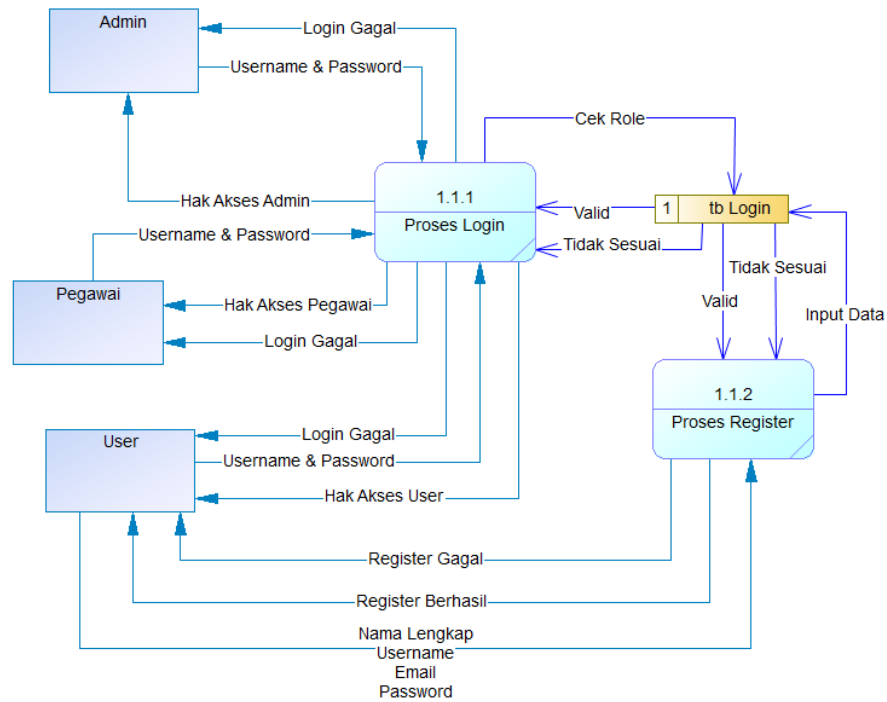 Admin
Login Gagal
Username & Password
Cek Role
Hak Akses Admin
1.1.1
Proses Login
1 tb Login
Valid
Tidak Sesuai
Username & Password
Pegawai
Hak Akses Pegawai
Login Gagal
Tidak Sesuai
Valid
Input Data
1.1.2
Proses Register
User
Login Gagal
Username & Password
Hak Akses User
Register Gagal
Register Berhasil
Nama Lengkap
Username
Email
Password